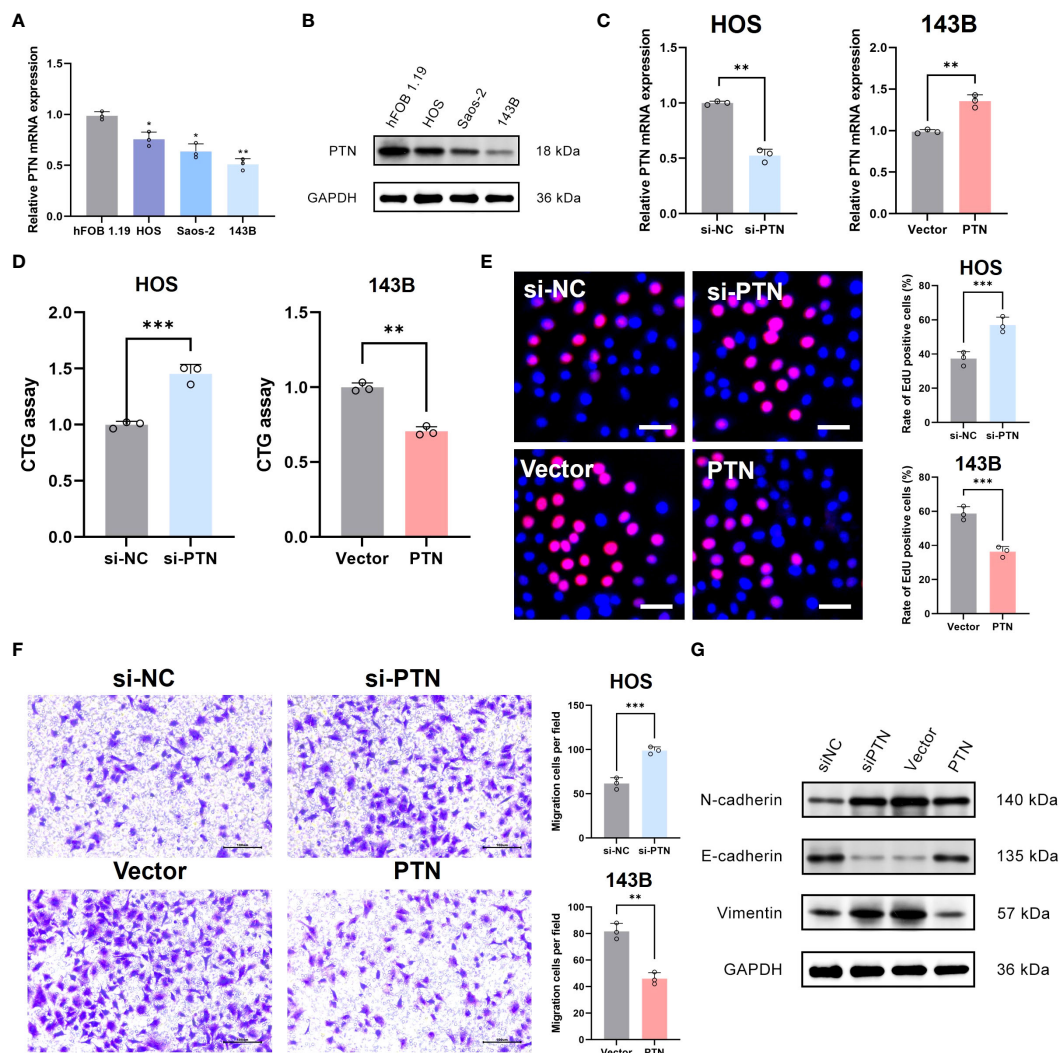 A
Relative PTN mRNA expression
1.5
1.0
0.5
0.0
*
*
**
hFOB 1.19 HOS Saos-2 143B
B
hFOB 1.19 HOS Saos-2 143B
PTN 18 kDa
GAPDH 36 kDa
C
HOS
Relative PTN mRNA expression
1.5
1.0
0.5
0.0
**
si-NC si-PTN
143B
Relative PTN mRNA expression
2.0
1.5
1.0
0.5
0.0
**
Vector PTN
D
HOS
CTG assay
2.0
1.5
1.0
0.5
0.0
***
si-NC si-PTN
143B
CTG assay
1.5
1.0
0.5
0.0
**
Vector PTN
E
si-NC
si-PTN
Vector
PTN
HOS
Rate of EdU positive cells (%)
80
60
40
20
0
***
si-NC si-PTN
143B
Rate of EdU positive cells (%)
80
60
40
20
0
***
Vector PTN
F
si-NC
si-PTN
Vector
PTN
HOS
Migration cells per field
150
100
50
0
***
si-NC si-PTN
143B
Migration cells per field
100
80
60
40
20
0
**
Vector PTN
G
siNC siPTN Vector PTN
N-cadherin 140 kDa
E-cadherin 135 kDa
Vimentin 57 kDa
GAPDH 36 kDa